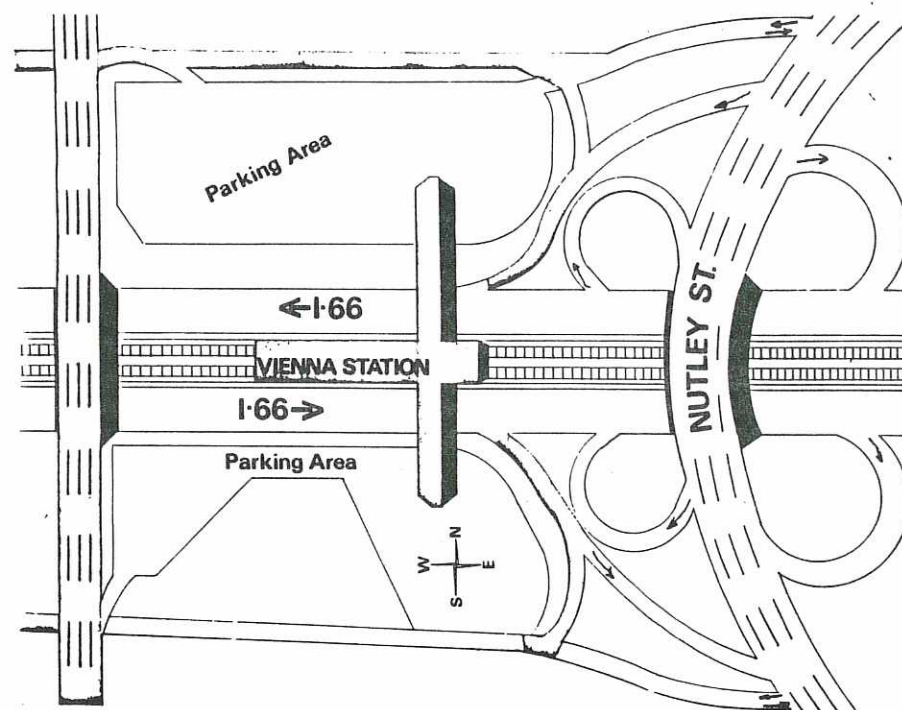 Parking Area
←I·66
NUTLEY ST.
VIENNA STATION
I·66→
Parking Area
N
W
E
S